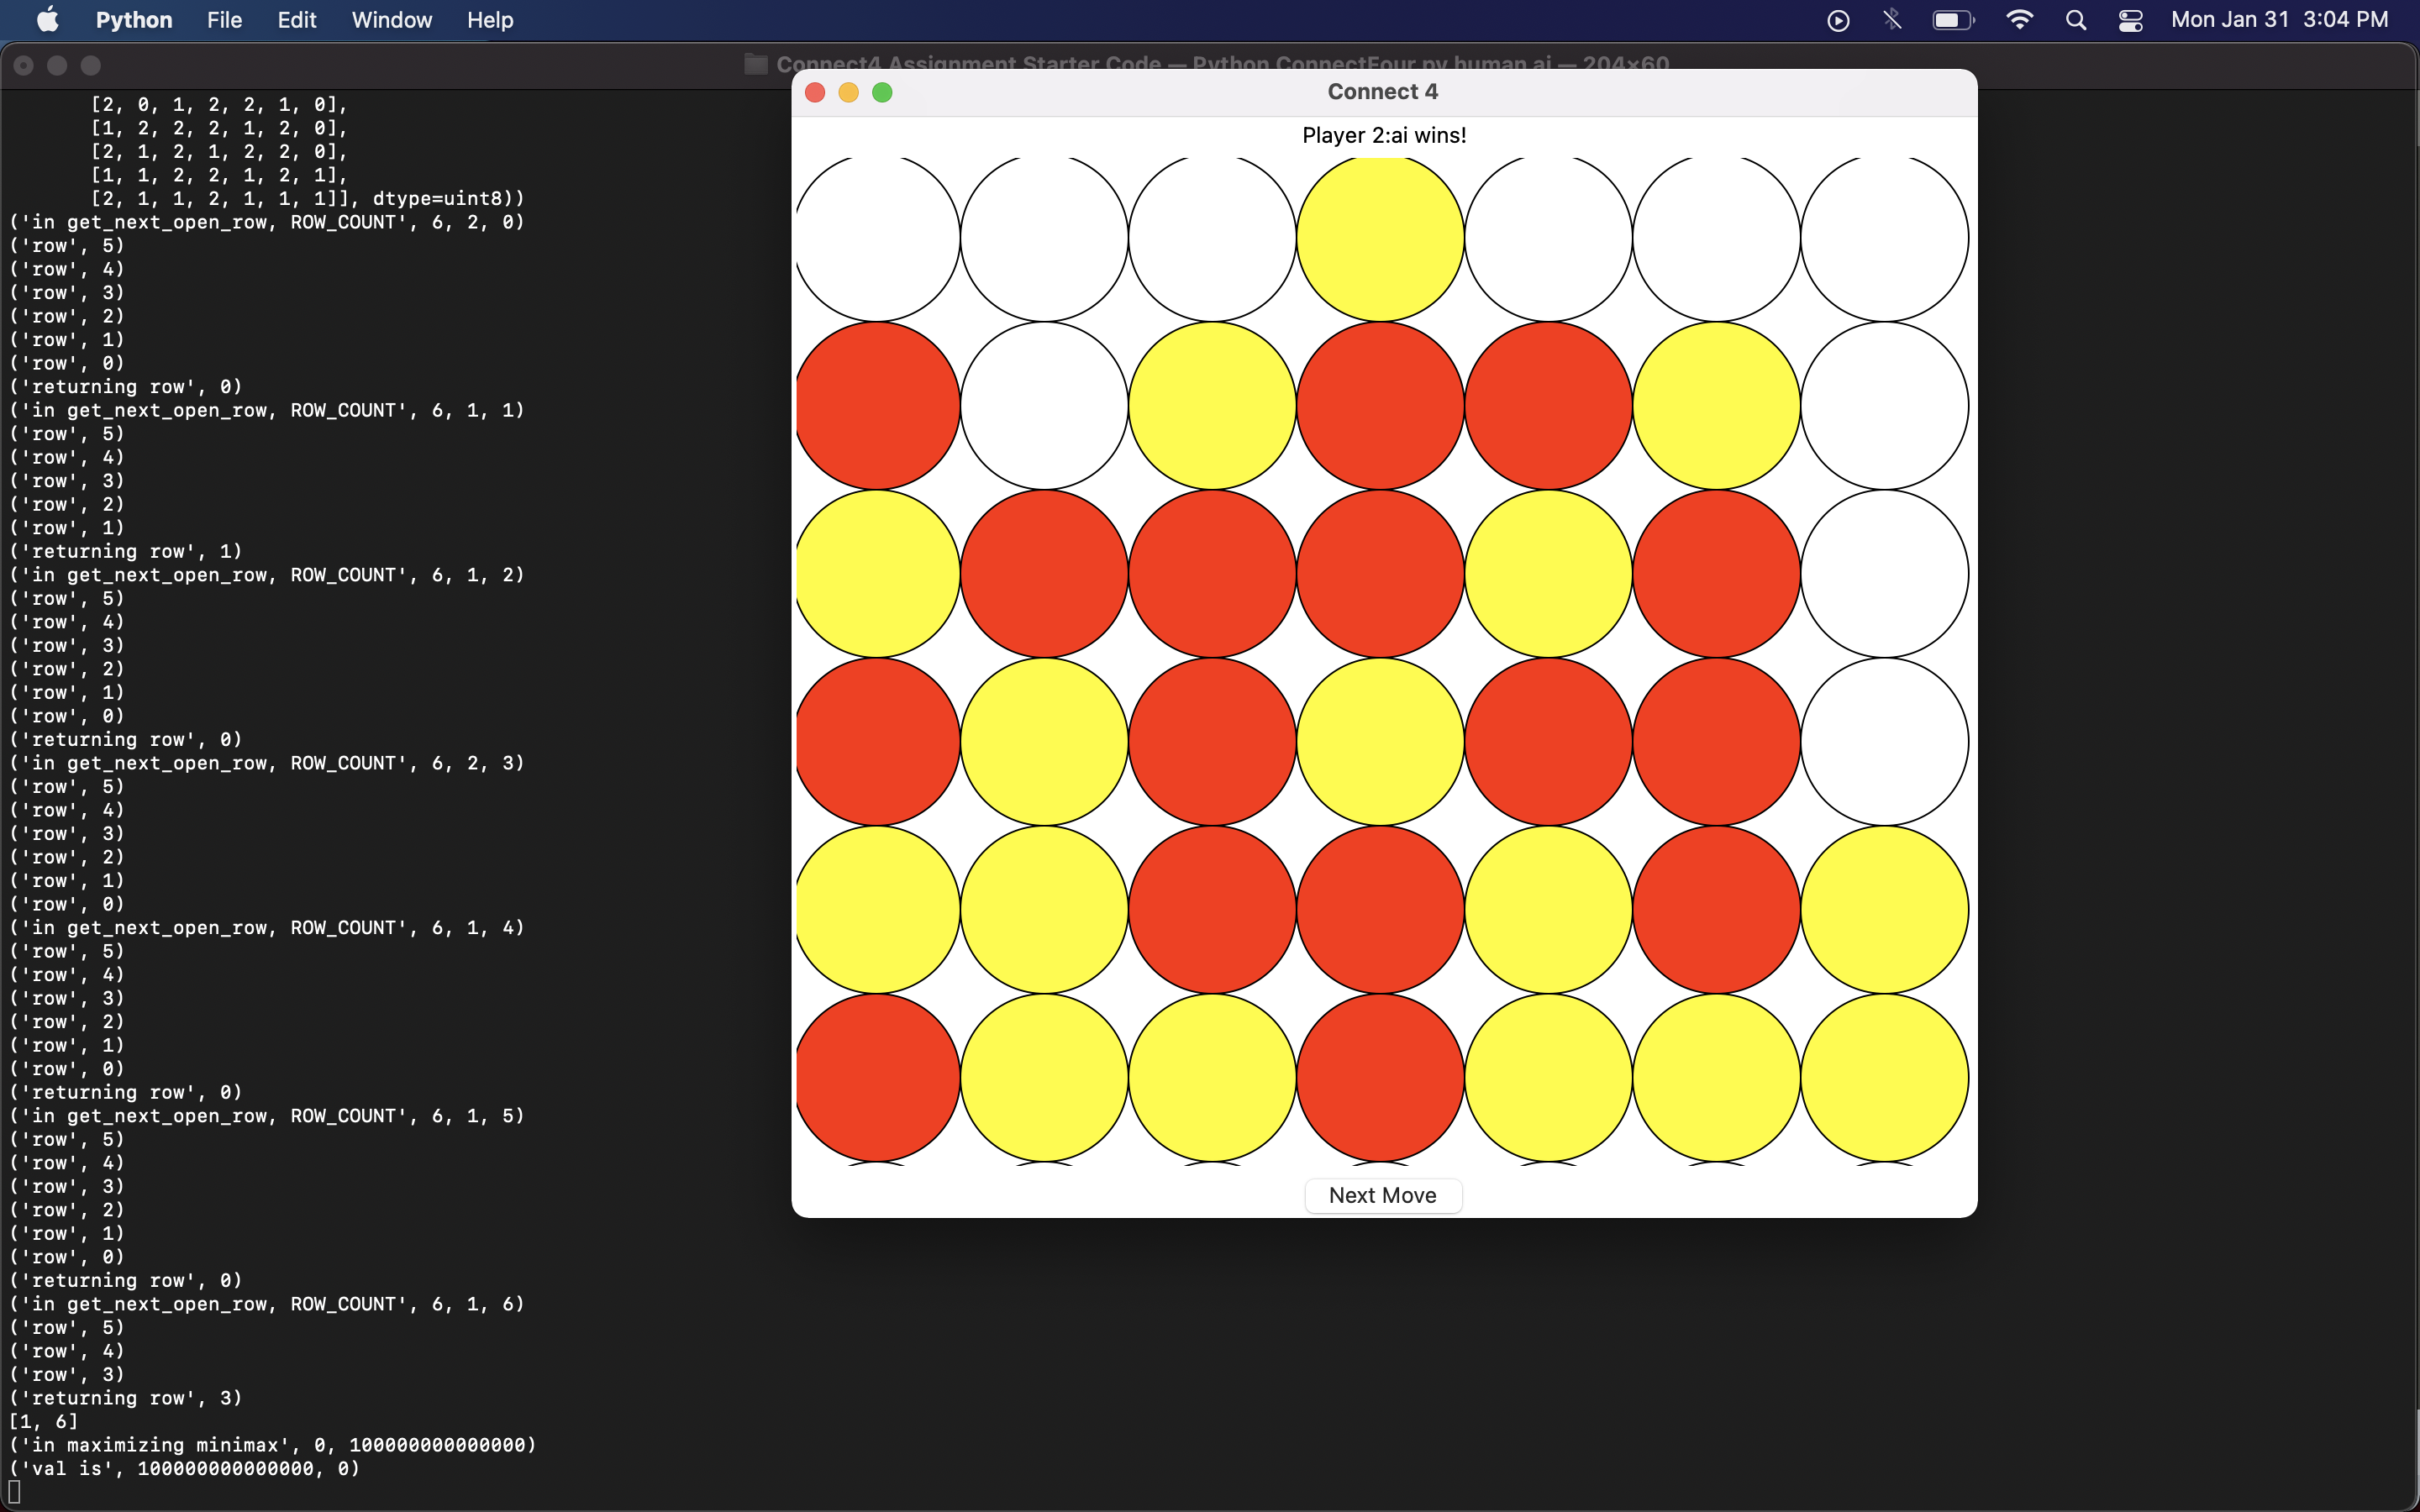 Python File Edit Window Help Mon Jan 31 3:04 PM
Connect4 Assignment Starter Code — Python ConnectFour.py human ai — 204×60
[2, 0, 1, 2, 2, 1, 0],
[1, 2, 2, 2, 1, 2, 0],
[2, 1, 2, 1, 2, 2, 0],
[1, 1, 2, 2, 1, 2, 1],
[2, 1, 1, 2, 1, 1, 1]], dtype=uint8))
('in get_next_open_row, ROW_COUNT', 6, 2, 0)
('row', 5)
('row', 4)
('row', 3)
('row', 2)
('row', 1)
('row', 0)
('returning row', 0)
('in get_next_open_row, ROW_COUNT', 6, 1, 1)
('row', 5)
('row', 4)
('row', 3)
('row', 2)
('row', 1)
('returning row', 1)
('in get_next_open_row, ROW_COUNT', 6, 1, 2)
('row', 5)
('row', 4)
('row', 3)
('row', 2)
('row', 1)
('row', 0)
('returning row', 0)
('in get_next_open_row, ROW_COUNT', 6, 2, 3)
('row', 5)
('row', 4)
('row', 3)
('row', 2)
('row', 1)
('row', 0)
('in get_next_open_row, ROW_COUNT', 6, 1, 4)
('row', 5)
('row', 4)
('row', 3)
('row', 2)
('row', 1)
('row', 0)
('returning row', 0)
('in get_next_open_row, ROW_COUNT', 6, 1, 5)
('row', 5)
('row', 4)
('row', 3)
('row', 2)
('row', 1)
('row', 0)
('returning row', 0)
('in get_next_open_row, ROW_COUNT', 6, 1, 6)
('row', 5)
('row', 4)
('row', 3)
('returning row', 3)
[1, 6]
('in maximizing minimax', 0, 100000000000000)
('val is', 100000000000000, 0)
Connect 4
Player 2:ai wins!
Next Move